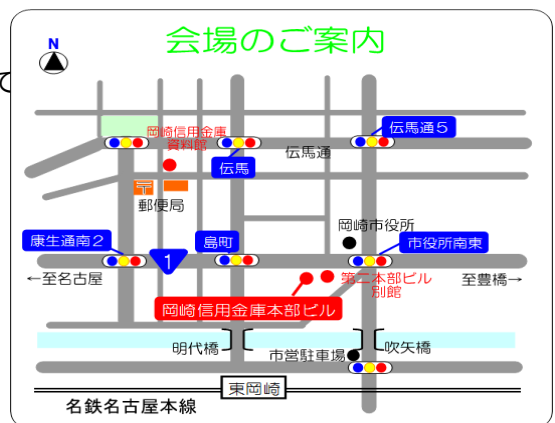 会場のご案内
N
で
岡崎信用金庫
資料館
伝馬通5
伝馬
伝馬通
〒
郵便局
岡崎市役所
康生通南2
1
島町
市役所南東
←至名古屋
第二本部ビル
別館
至豊橋→
岡崎信用金庫本部ビル
明代橋
市営駐車場
吹矢橋
東岡崎
名鉄名古屋本線